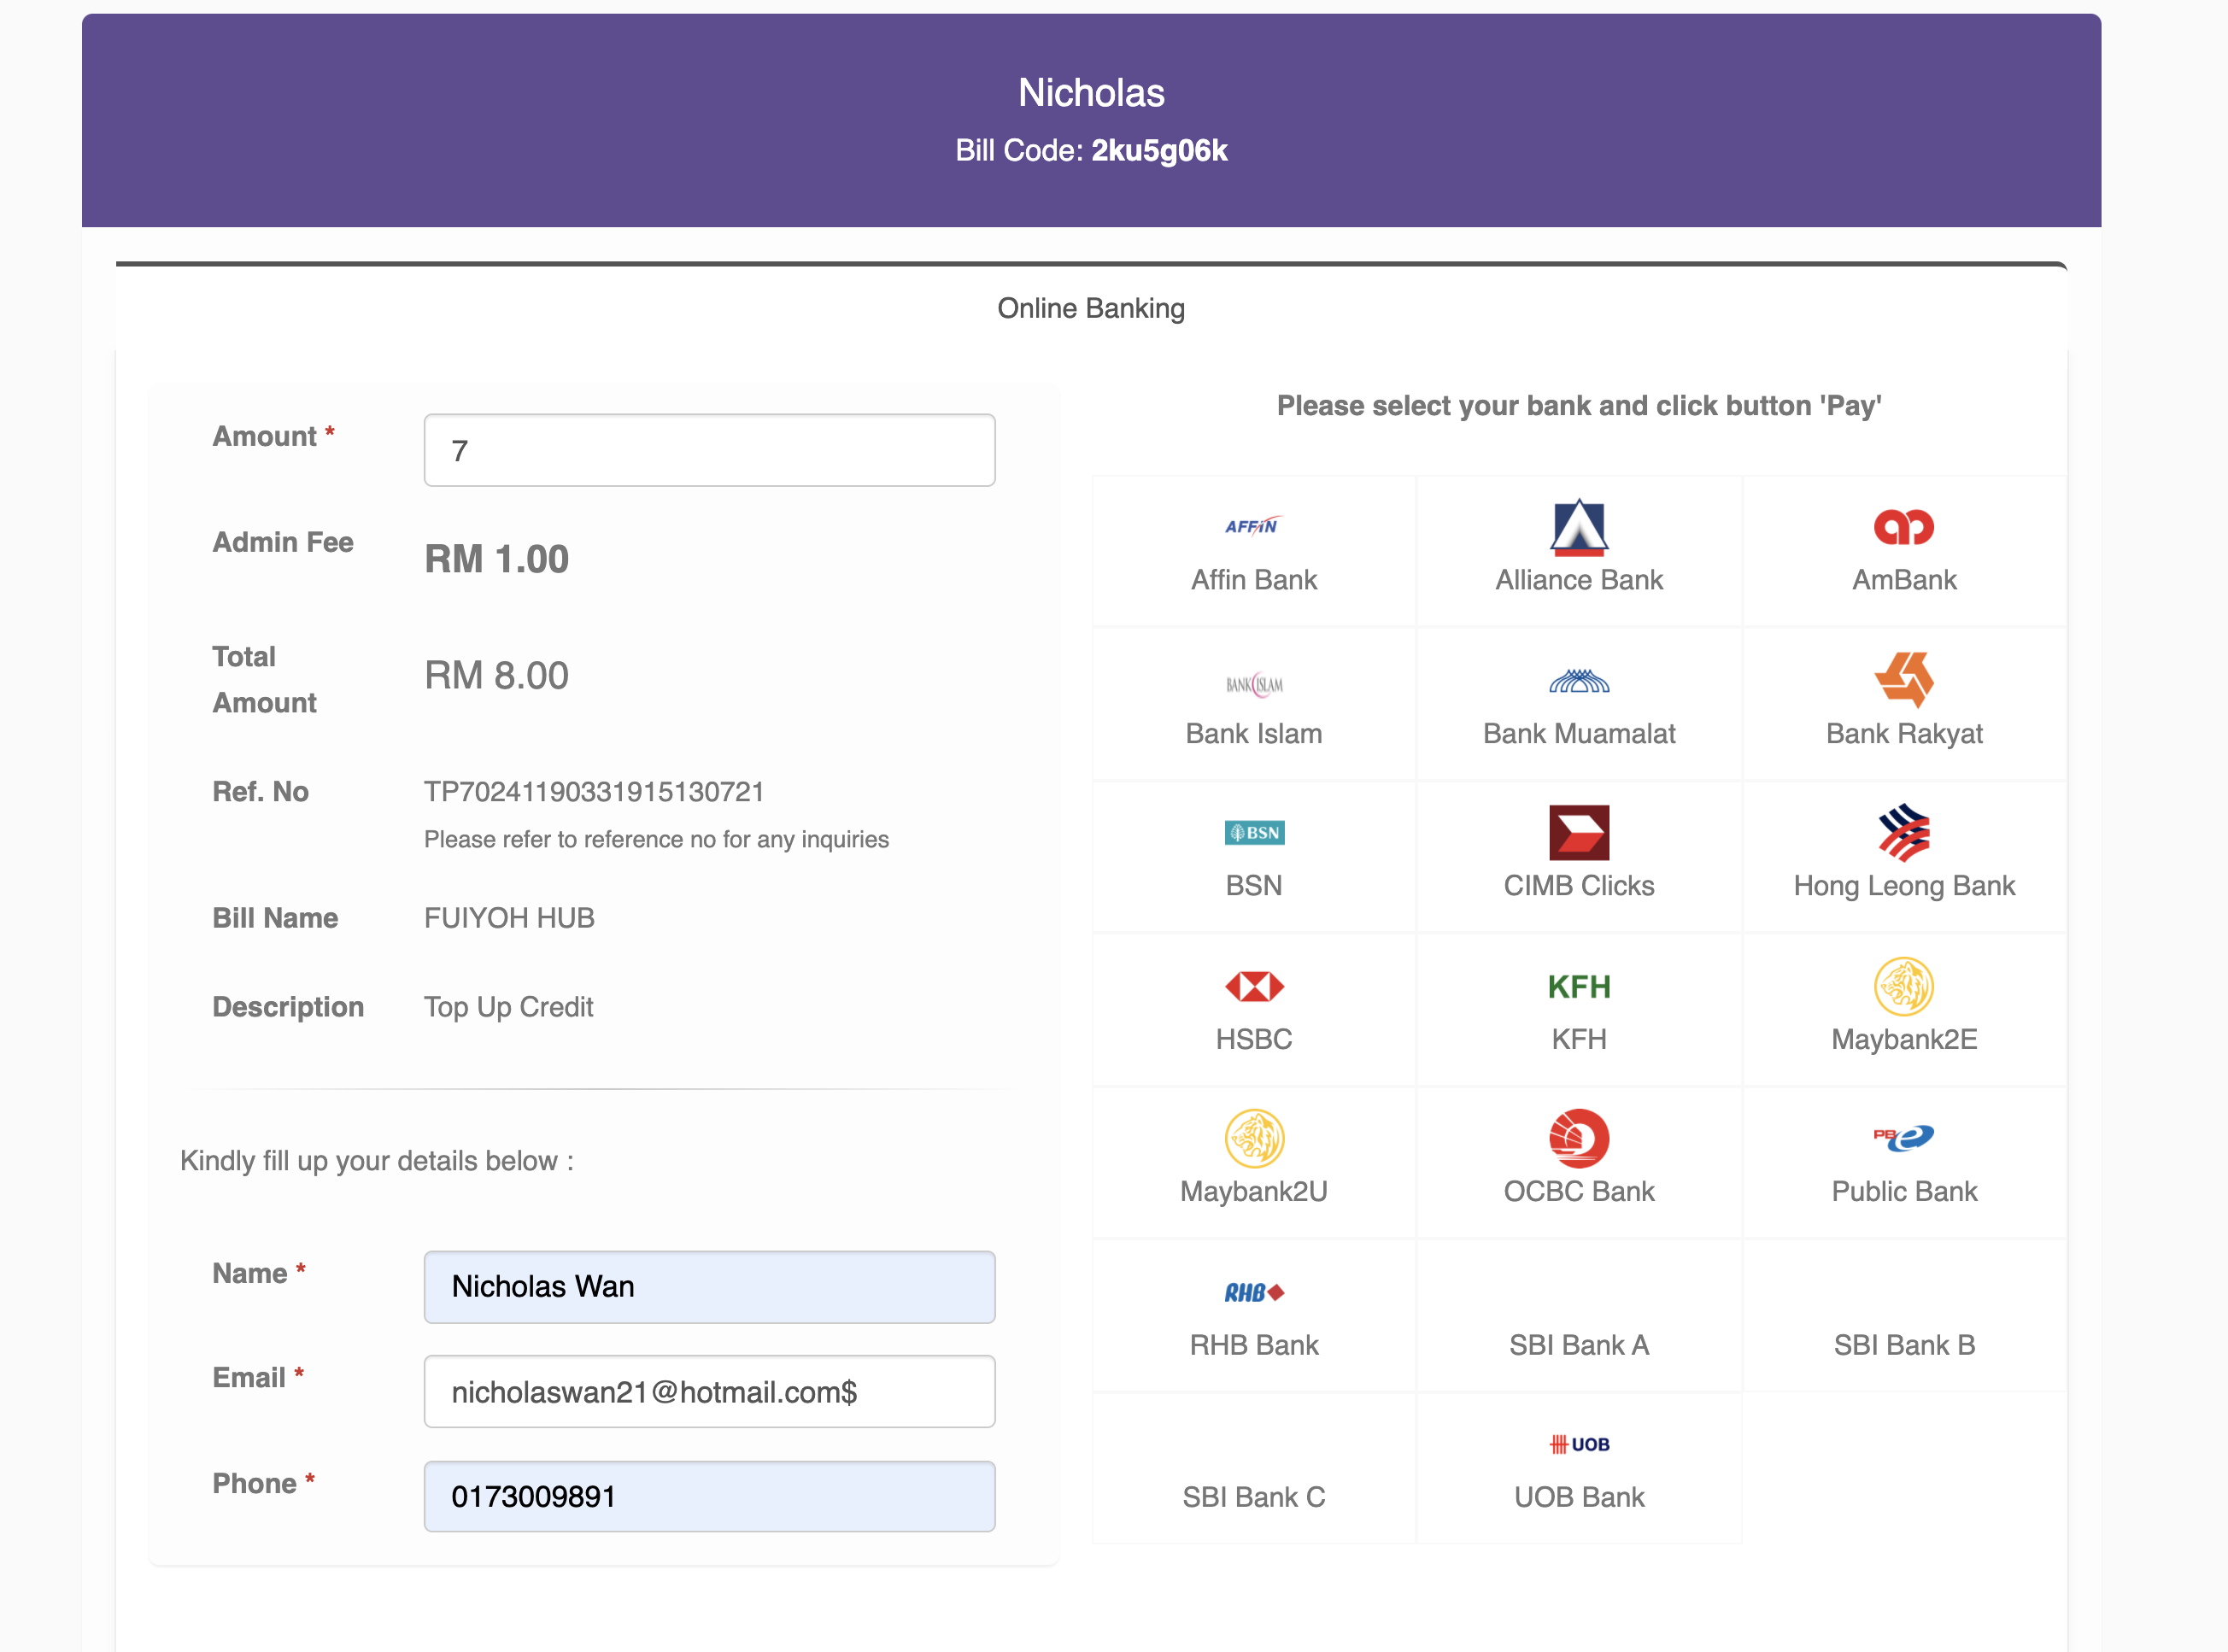 Nicholas
Bill Code: 2ku5g06k
Online Banking
Amount *
7
Admin Fee
RM 1.00
Total
Amount
RM 8.00
Ref. No
TP70241190331915130721
Please refer to reference no for any inquiries
Bill Name
FUIYOH HUB
Description
Top Up Credit
Kindly fill up your details below :
Name *
Nicholas Wan
Email *
nicholaswan21@hotmail.com$
Phone *
0173009891
Please select your bank and click button 'Pay'
AFFIN
Affin Bank
Alliance Bank
AmBank
BANK ISLAM
Bank Islam
Bank Muamalat
Bank Rakyat
BSN
BSN
CIMB Clicks
Hong Leong Bank
HSBC
KFH
KFH
Maybank2E
Maybank2U
OCBC Bank
PBe
Public Bank
RHB
RHB Bank
SBI Bank A
SBI Bank B
SBI Bank C
UOB
UOB Bank